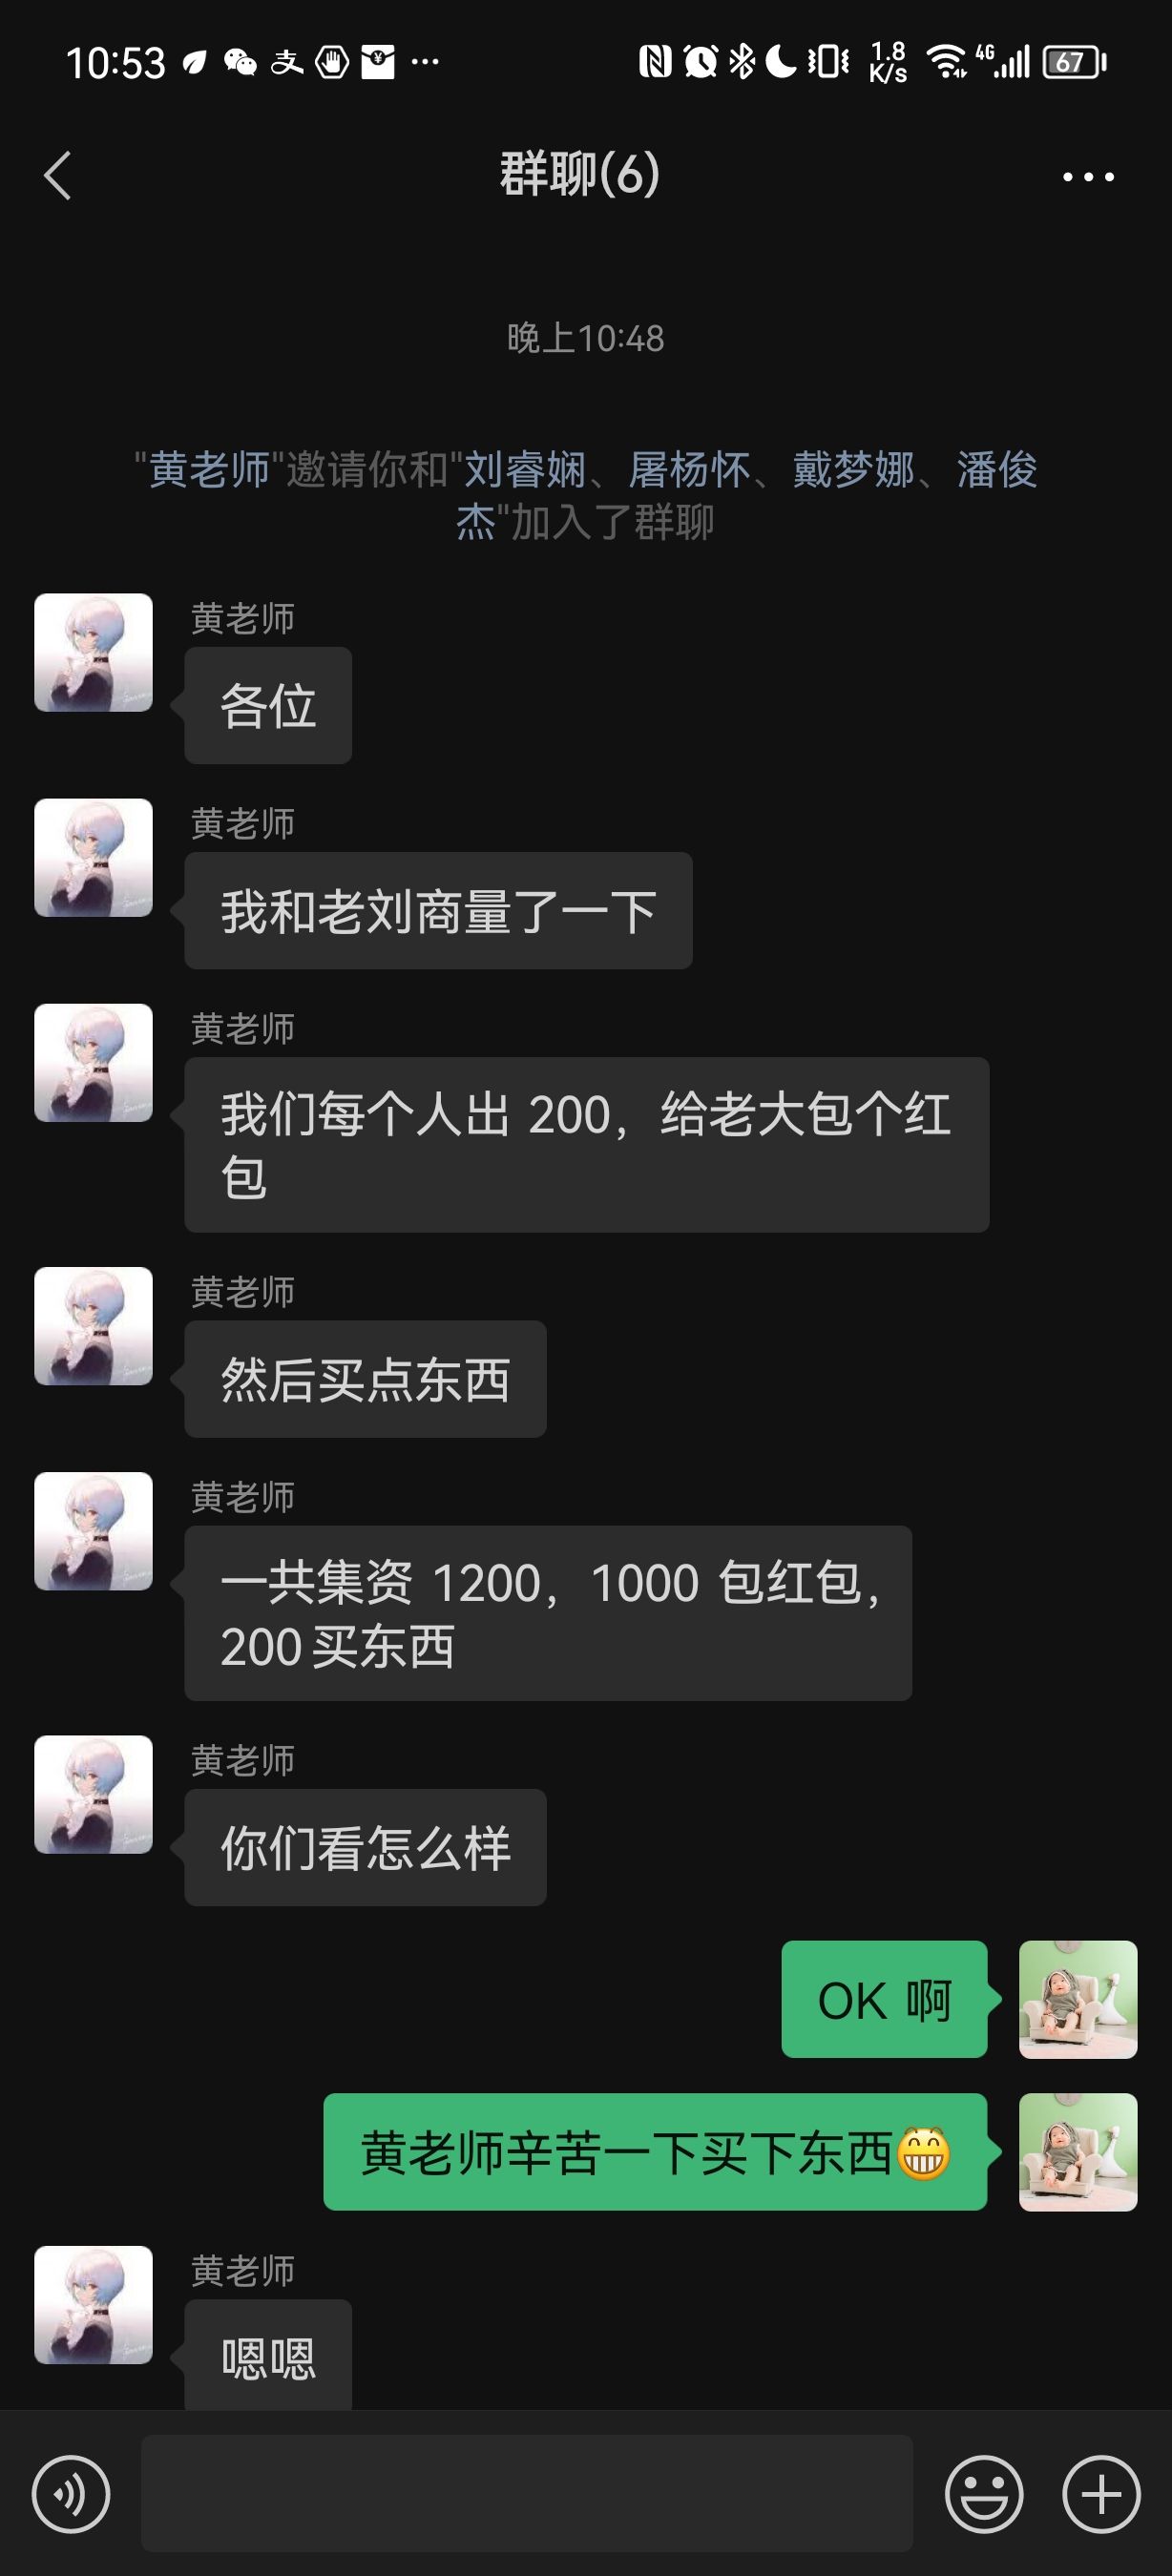 10:53
支
1.8
K/s
4G
67
群聊(6)
晚上10:48
"黄老师"邀请你和"刘睿娴、屠杨怀、戴梦娜、潘俊
杰"加入了群聊
黄老师
各位
黄老师
我和老刘商量了一下
黄老师
我们每个人出 200，给老大包个红
包
黄老师
然后买点东西
黄老师
一共集资 1200，1000 包红包，
200 买东西
黄老师
你们看怎么样
OK 啊
黄老师辛苦一下买下东西😁
黄老师
嗯嗯